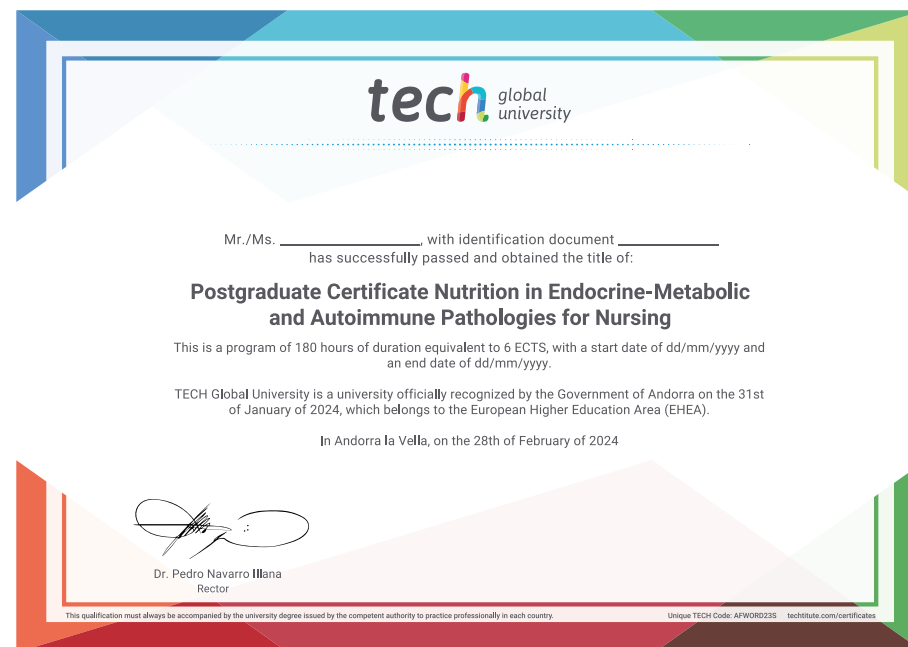 tech global university
Mr./Ms. ____________________, with identification document ______________
has successfully passed and obtained the title of:
Postgraduate Certificate Nutrition in Endocrine-Metabolic
and Autoimmune Pathologies for Nursing
This is a program of 180 hours of duration equivalent to 6 ECTS, with a start date of dd/mm/yyyy and
an end date of dd/mm/yyyy.
TECH Global University is a university officially recognized by the Government of Andorra on the 31st
of January of 2024, which belongs to the European Higher Education Area (EHEA).
In Andorra la Vella, on the 28th of February of 2024
Dr. Pedro Navarro Illana
Rector
This qualification must always be accompanied by the university degree issued by the competent authority to practice professionally in each country. Unique TECH Code: AFWORD23S techtitute.com/certificates